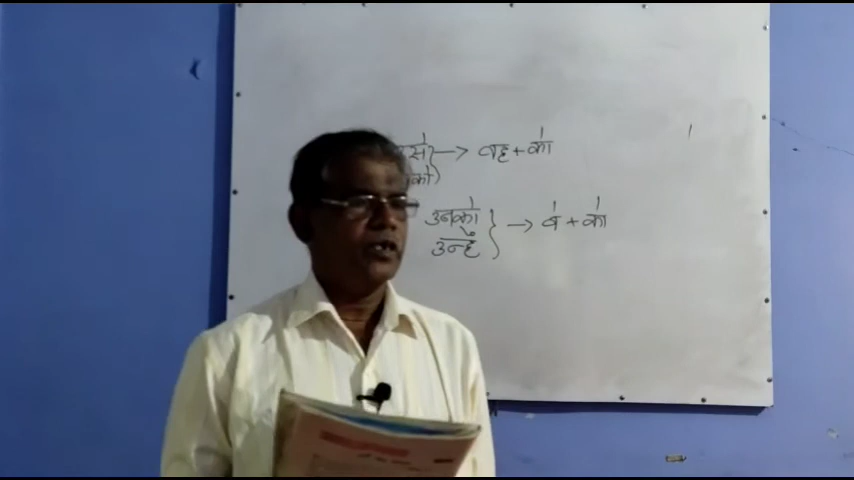 → वह + को
उनको
उन्हें } → वे + को